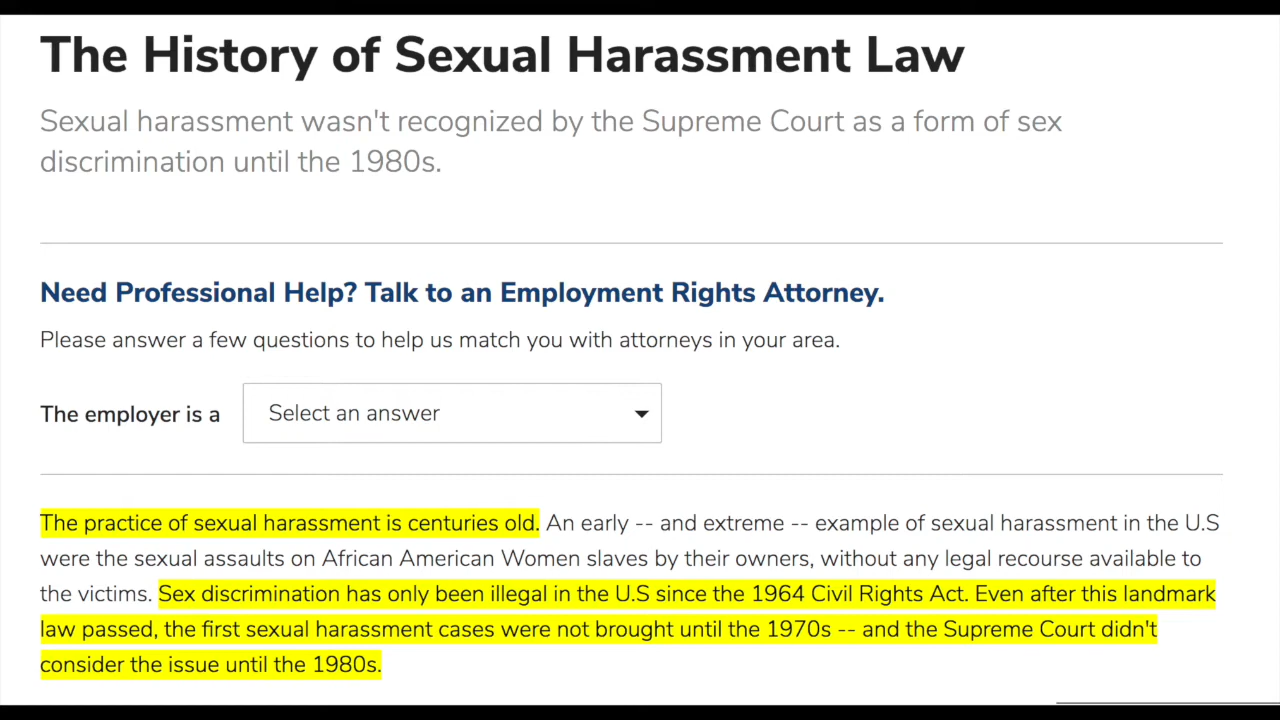 The History of Sexual Harassment Law
Sexual harassment wasn't recognized by the Supreme Court as a form of sex
discrimination until the 1980s.
Need Professional Help? Talk to an Employment Rights Attorney.
Please answer a few questions to help us match you with attorneys in your area.
The employer is a Select an answer
The practice of sexual harassment is centuries old. An early -- and extreme -- example of sexual harassment in the U.S
were the sexual assaults on African American Women slaves by their owners, without any legal recourse available to
the victims. Sex discrimination has only been illegal in the U.S since the 1964 Civil Rights Act. Even after this landmark
law passed, the first sexual harassment cases were not brought until the 1970s -- and the Supreme Court didn't
consider the issue until the 1980s.